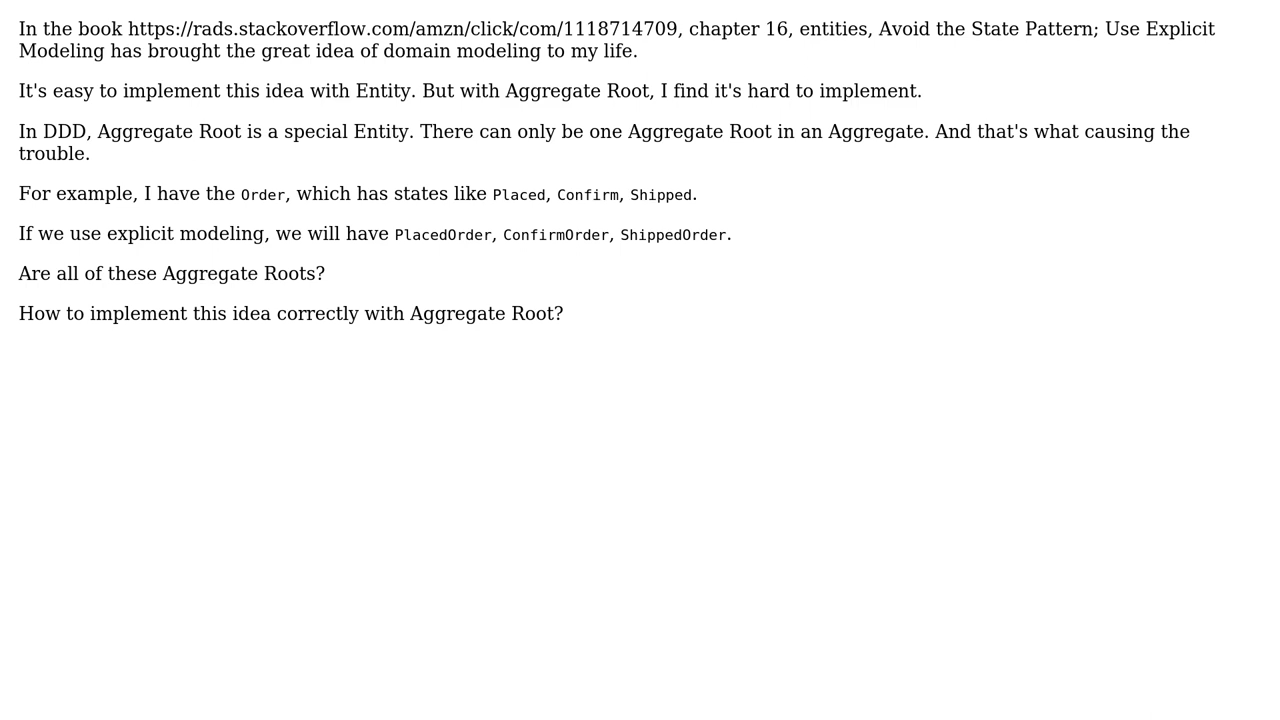 In the book https://rads.stackoverflow.com/amzn/click/com/1118714709, chapter 16, entities, Avoid the State Pattern; Use Explicit
Modeling has brought the great idea of domain modeling to my life.
It's easy to implement this idea with Entity. But with Aggregate Root, I find it's hard to implement.
In DDD, Aggregate Root is a special Entity. There can only be one Aggregate Root in an Aggregate. And that's what causing the
trouble.
For example, I have the Order, which has states like Placed, Confirm, Shipped.
If we use explicit modeling, we will have PlacedOrder, ConfirmOrder, ShippedOrder.
Are all of these Aggregate Roots?
How to implement this idea correctly with Aggregate Root?